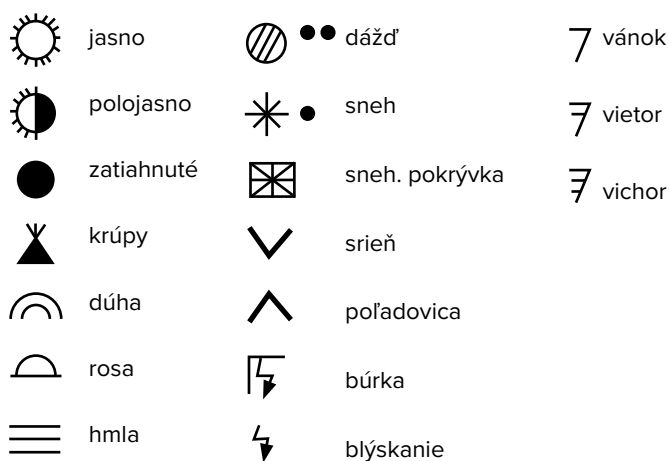 jasno
polojasno
zatiahnuté
krúpy
dúha
rosa
hmla
dážď
sneh
sneh. pokrývka
srieň
poľadovica
búrka
blýskanie
vánok
vietor
vichor